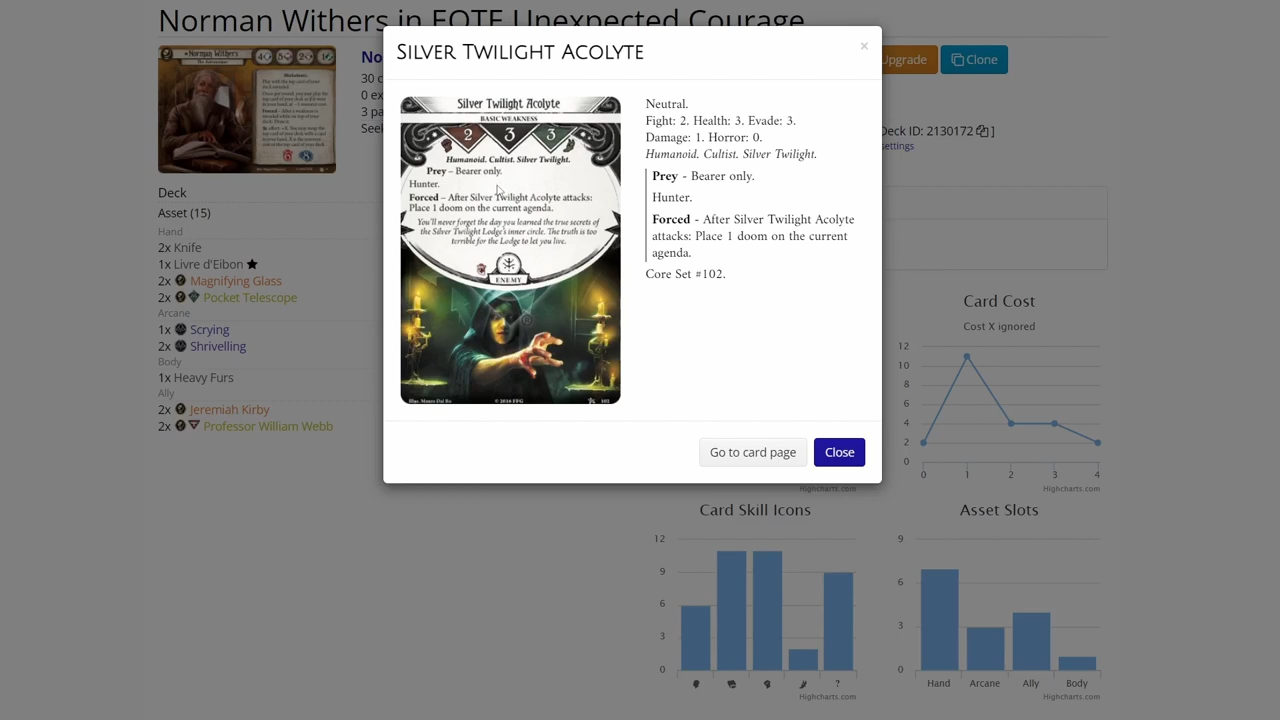 Norman Withers in EOTE Unexpected Courage
SILVER TWILIGHT ACOLYTE
×
Norman Withers
No
30 c
0 ex
3 pa
Seek
Upgrade
Clone
Deck ID: 2130172
]
settings
Silver Twilight Acolyte
BASIC WEAKNESS
2 3 3
Humanoid. Cultist. Silver Twilight.
Prey – Bearer only.
Hunter.
Forced – After Silver Twilight Acolyte attacks:
Place 1 doom on the current agenda.
You'll never forget the day you learned the true secrets of
the Silver Twilight Lodge's inner circle. The truth is too
terrible for the Lodge to let you live.
ENEMY
© 2016 FFG
102
Neutral.
Fight: 2. Health: 3. Evade: 3.
Damage: 1. Horror: 0.
Humanoid. Cultist. Silver Twilight.
Prey - Bearer only.
Hunter.
Forced - After Silver Twilight Acolyte
attacks: Place 1 doom on the current
agenda.
Core Set #102.
Go to card page
Close
Deck
Asset (15)
Hand
2x Knife
1x Livre d'Eibon
2x Magnifying Glass
2x Pocket Telescope
Arcane
1x Scrying
2x Shrivelling
Body
1x Heavy Furs
Ally
2x Jeremiah Kirby
2x Professor William Webb
Card Cost
Cost X ignored
12
10
8
6
4
2
0
0 1 2 3 4
Highcharts.com
Highcharts.com
Card Skill Icons
12
9
6
3
0
?
Highcharts.com
Asset Slots
9
6
3
0
Hand Arcane Ally Body
Highcharts.com